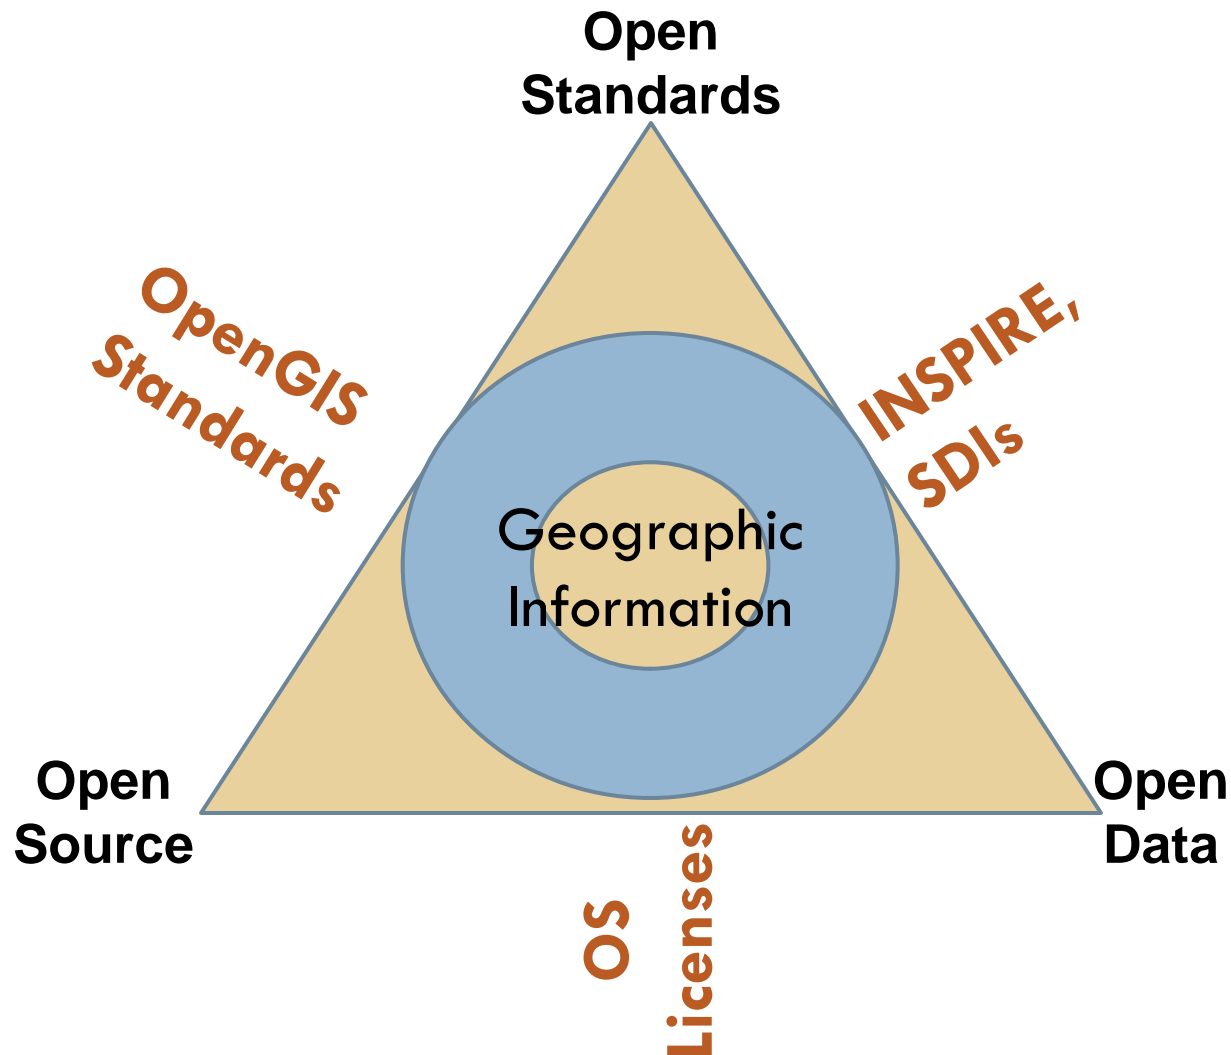 Open
Standards
OpenGIS
Standards
INSPIRE,
SDIs
Geographic
Information
Open
Source
Open
Data
OS
Licenses